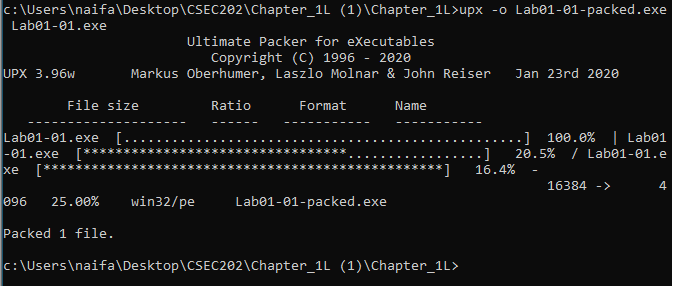 c:\Users\naifa\Desktop\CSEC202\Chapter_1L (1)\Chapter_1L>upx -o Lab01-01-packed.exe
 Lab01-01.exe
                       Ultimate Packer for eXecutables
                          Copyright (C) 1996 - 2020
UPX 3.96w       Markus Oberhumer, Laszlo Molnar & John Reiser   Jan 23rd 2020

        File size         Ratio      Format      Name
   --------------------   ------   -----------   -----------
Lab01-01.exe  [..................................................]  100.0%  | Lab01
-01.exe  [*********************************.................]   20.5%  / Lab01-01.e
xe  [**************************************************]   16.4%  -
                                                                    16384 ->      4
096   25.00%    win32/pe     Lab01-01-packed.exe

Packed 1 file.

c:\Users\naifa\Desktop\CSEC202\Chapter_1L (1)\Chapter_1L>